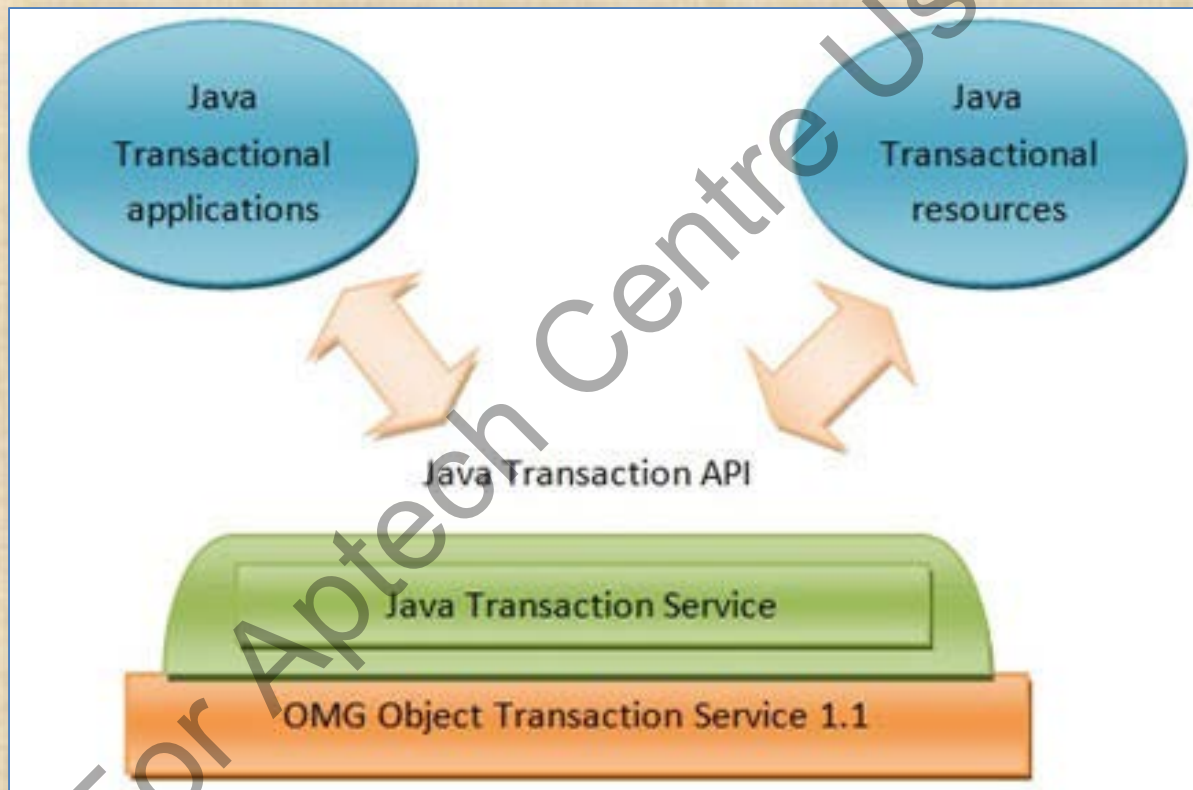 Java
Transactional
applications
Java
Transactional
resources
Java Transaction API
Java Transaction Service
OMG Object Transaction Service 1.1
For Aptech Centre Us